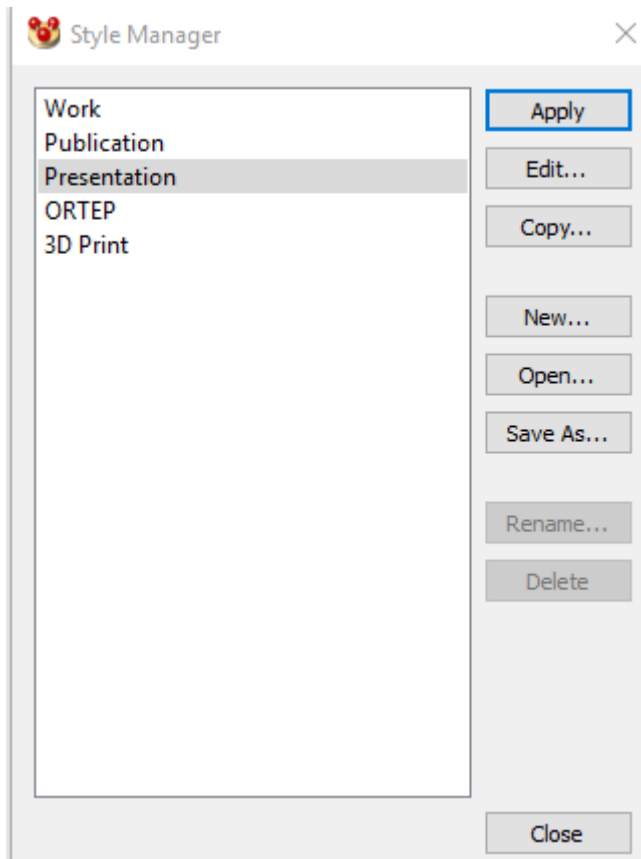 Style Manager
Work
Publication
Presentation
ORTEP
3D Print
Apply
Edit...
Copy...
New...
Open...
Save As...
Rename...
Delete
Close